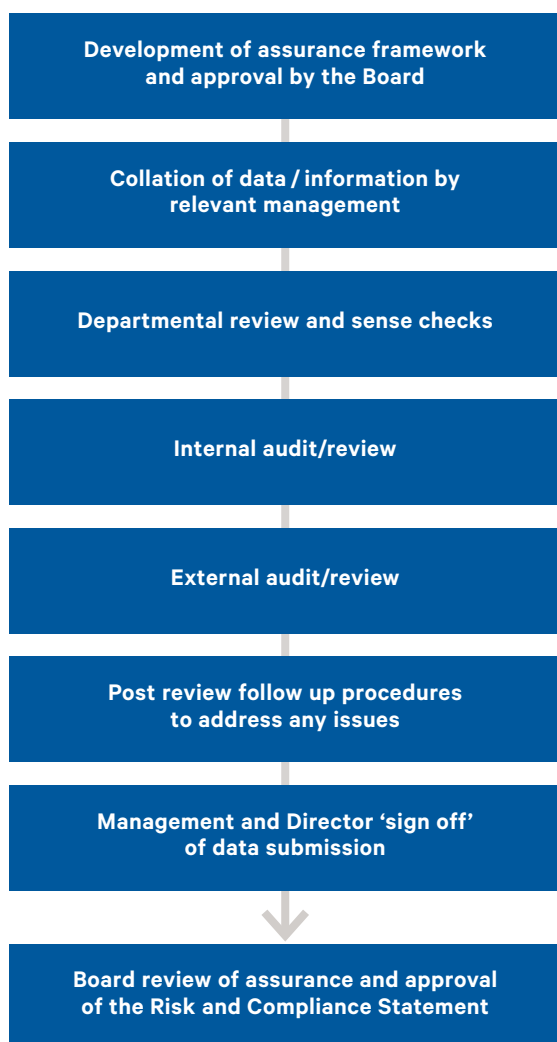 Development of assurance framework
and approval by the Board
Collation of data / information by
relevant management
Departmental review and sense checks
Internal audit/review
External audit/review
Post review follow up procedures
to address any issues
Management and Director ‘sign off’
of data submission
Board review of assurance and approval
of the Risk and Compliance Statement